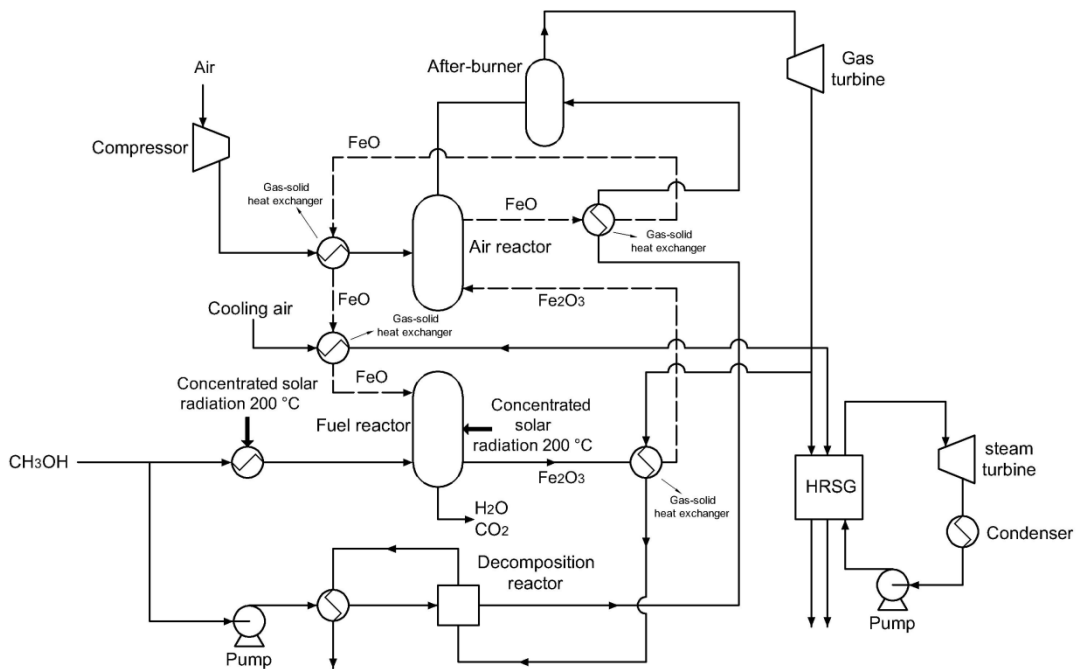 Air
Compressor
After-burner
Gas
turbine
FeO
Gas-solid
heat exchanger
FeO
Air reactor
Gas-solid
heat exchanger
FeO
Fe₂O₃
Cooling air
Gas-solid
heat exchanger
FeO
Concentrated solar
radiation 200 °C
Fuel reactor
Concentrated
solar
radiation 200 °C
CH₃OH
Fe₂O₃
Gas-solid
heat exchanger
H₂O
CO₂
HRSG
steam
turbine
Condenser
Pump
Decomposition
reactor
Pump